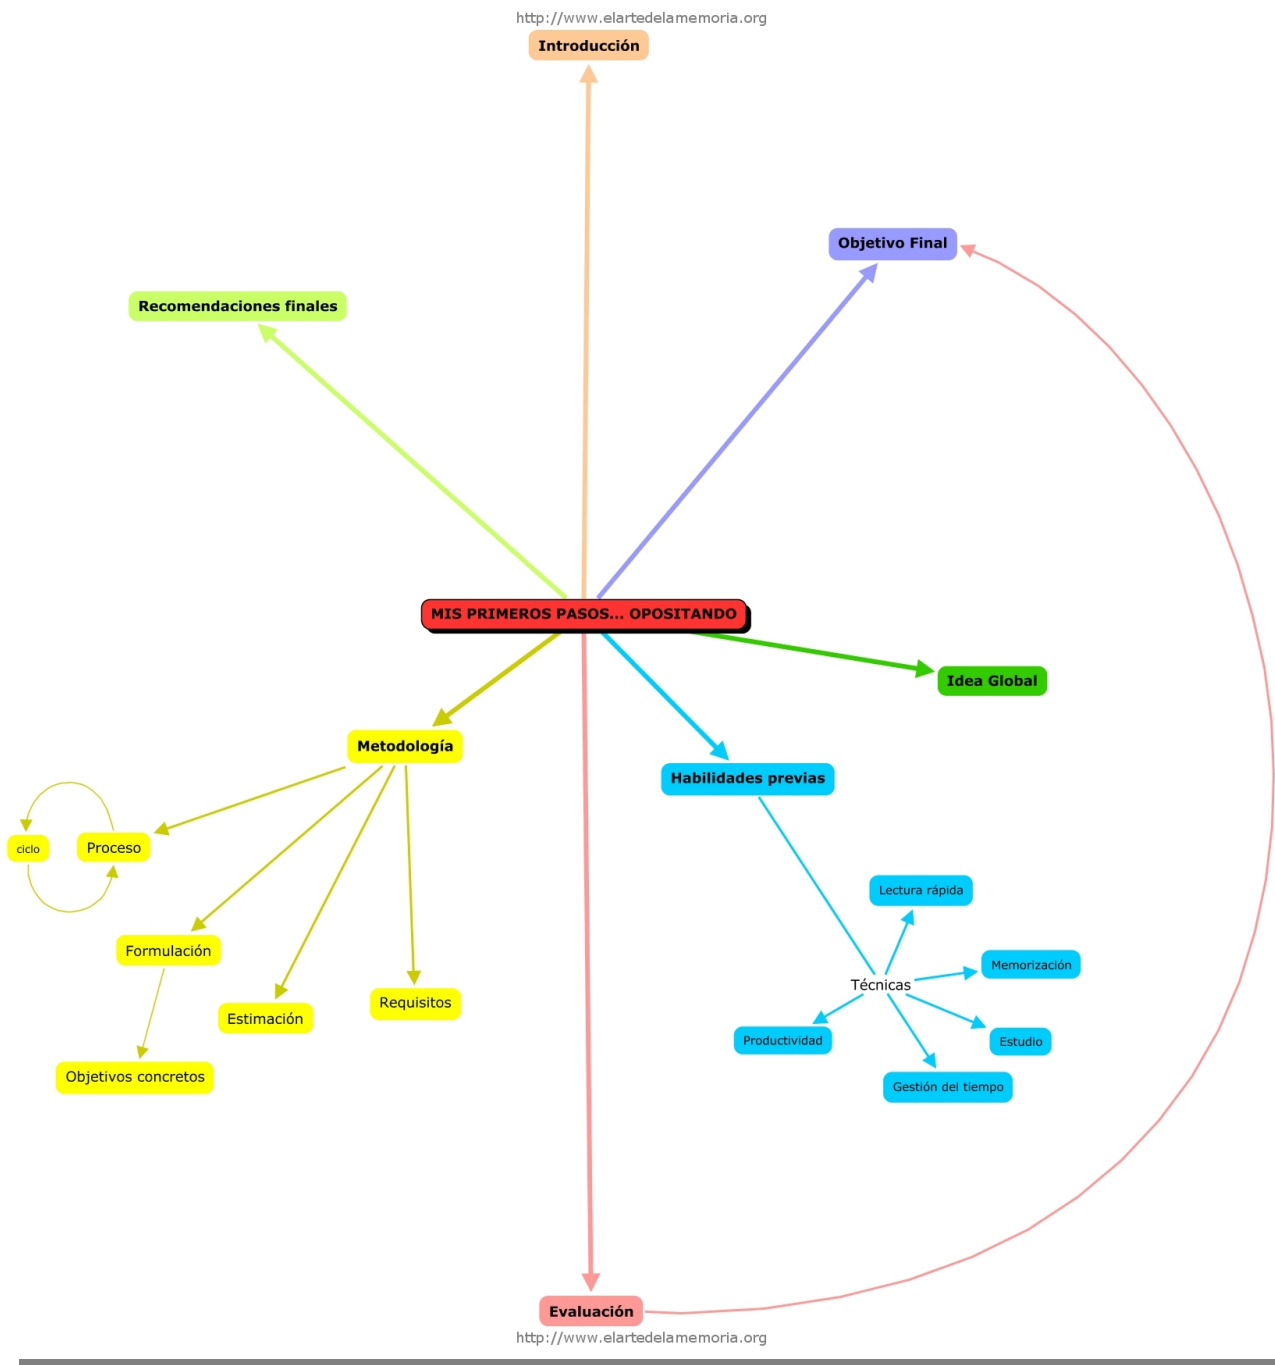 http://www.elartedelamemoria.org
Introducción
Objetivo Final
Recomendaciones finales
MIS PRIMEROS PASOS... OPOSITANDO
Idea Global
Metodología
Habilidades previas
ciclo
Proceso
Lectura rápida
Formulación
Memorización
Técnicas
Estimación
Requisitos
Productividad
Estudio
Objetivos concretos
Gestión del tiempo
Evaluación
http://www.elartedelamemoria.org